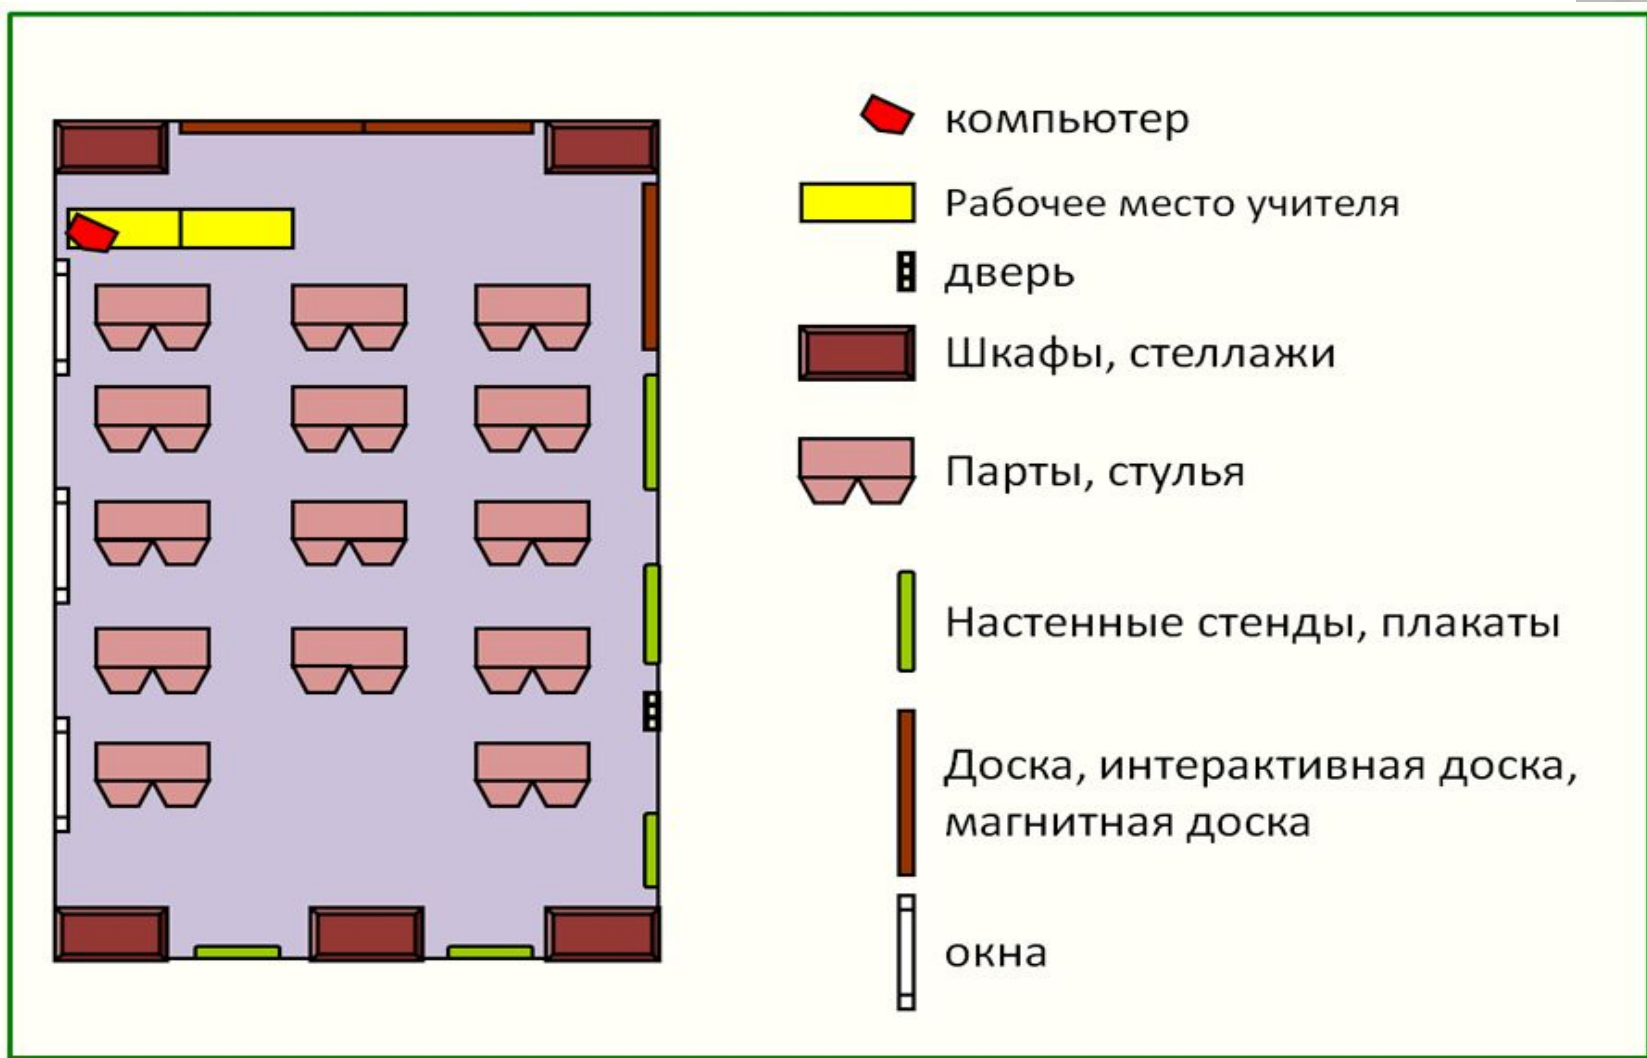 компьютер
Рабочее место учителя
дверь
Шкафы, стеллажи
Парты, стулья
Настенные стенды, плакаты
Доска, интерактивная доска,
магнитная доска
окна